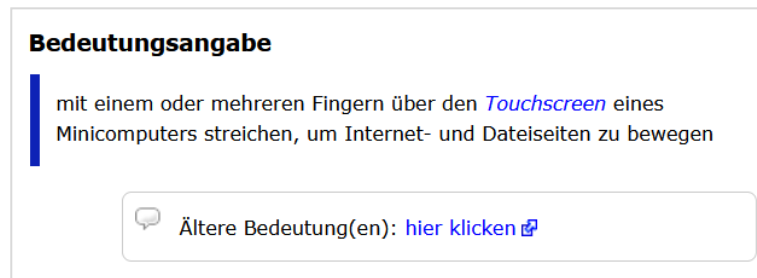 Bedeutungsangabe
mit einem oder mehreren Fingern über den Touchscreen eines
Minicomputers streichen, um Internet- und Dateiseiten zu bewegen
Ältere Bedeutung(en): hier klicken